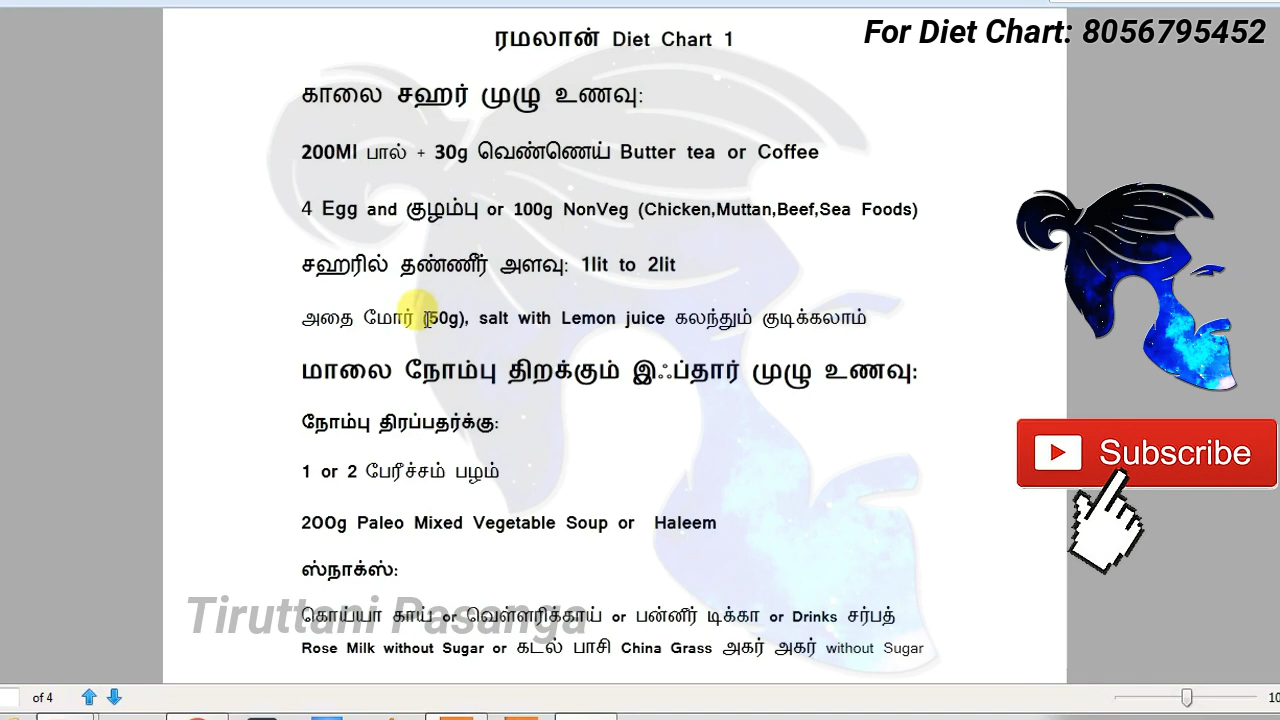 For Diet Chart: 8056795452
ரமலான் Diet Chart 1
காலை சஹர் முழு உணவு:
200Ml பால் + 30g வெண்ணெய் Butter tea or Coffee
4 Egg and குழம்பு or 100g NonVeg (Chicken,Muttan,Beef,Sea Foods)
சஹரில் தண்ணீர் அளவு: 1lit to 2lit
அதை மோர் (50g), salt with Lemon juice கலந்தும் குடிக்கலாம்
மாலை நோம்பு திறக்கும் இஃப்தார் முழு உணவு:
நோம்பு திரப்பதர்க்கு:
1 or 2 பேரீச்சம் பழம்
Subscribe
200g Paleo Mixed Vegetable Soup or Haleem
ஸ்நாக்ஸ்:
Tiruttani Pasanga
கொய்யா காய் or வெள்ளரிக்காய் or பன்னீர் டிக்கா or Drinks சர்பத்
Rose Milk without Sugar or கடல் பாசி China Grass அகர் அகர் without Sugar
of 4
10